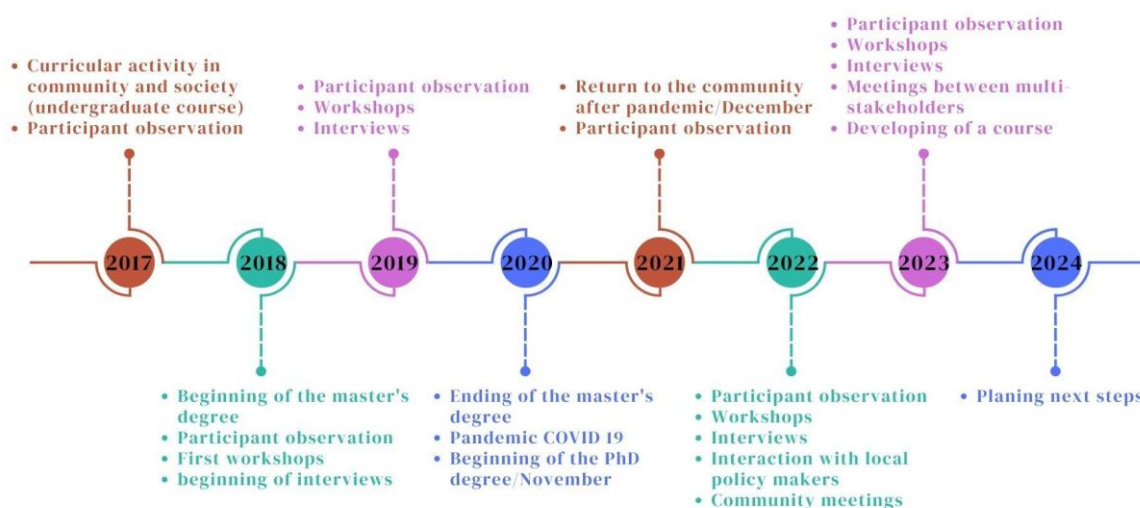 • Curricular activity in
community and society
(undergraduate course)
• Participant observation
• Participant observation
• Workshops
• Interviews
• Return to the community
after pandemic/December
• Participant observation
• Participant observation
• Workshops
• Interviews
• Meetings between multi-
stakeholders
• Developing of a course
2017
2018
2019
2020
2021
2022
2023
2024
• Beginning of the master's
degree
• Participant observation
• First workshops
• beginning of interviews
• Ending of the master's
degree
• Pandemic COVID 19
• Beginning of the PhD
degree/November
• Participant observation
• Workshops
• Interviews
• Interaction with local
policy makers
• Community meetings
• Planing next steps